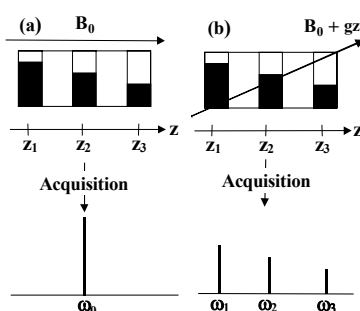 (a) B₀
z₁ z₂ z₃ z
Acquisition
ω₀
(b) B₀ + gz
z₁ z₂ z₃ z
Acquisition
ω₁ ω₂ ω₃